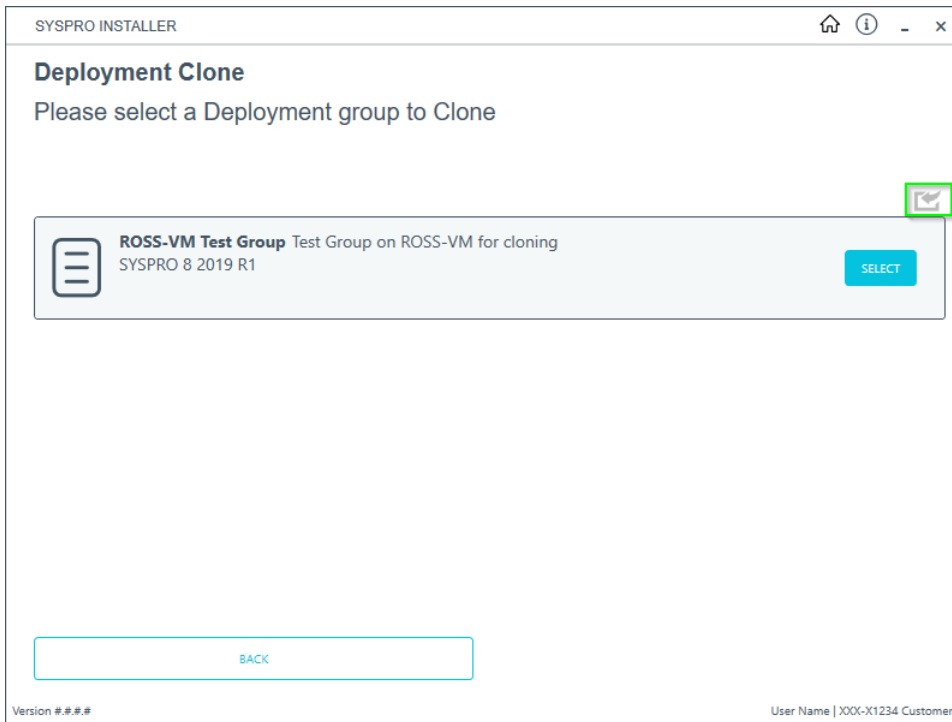 SYSPRO INSTALLER
Deployment Clone
Please select a Deployment group to Clone
ROSS-VM Test Group Test Group on ROSS-VM for cloning
SYSPRO 8 2019 R1
SELECT
BACK
Version #.#.#.#
User Name | XXX-X1234 Customer